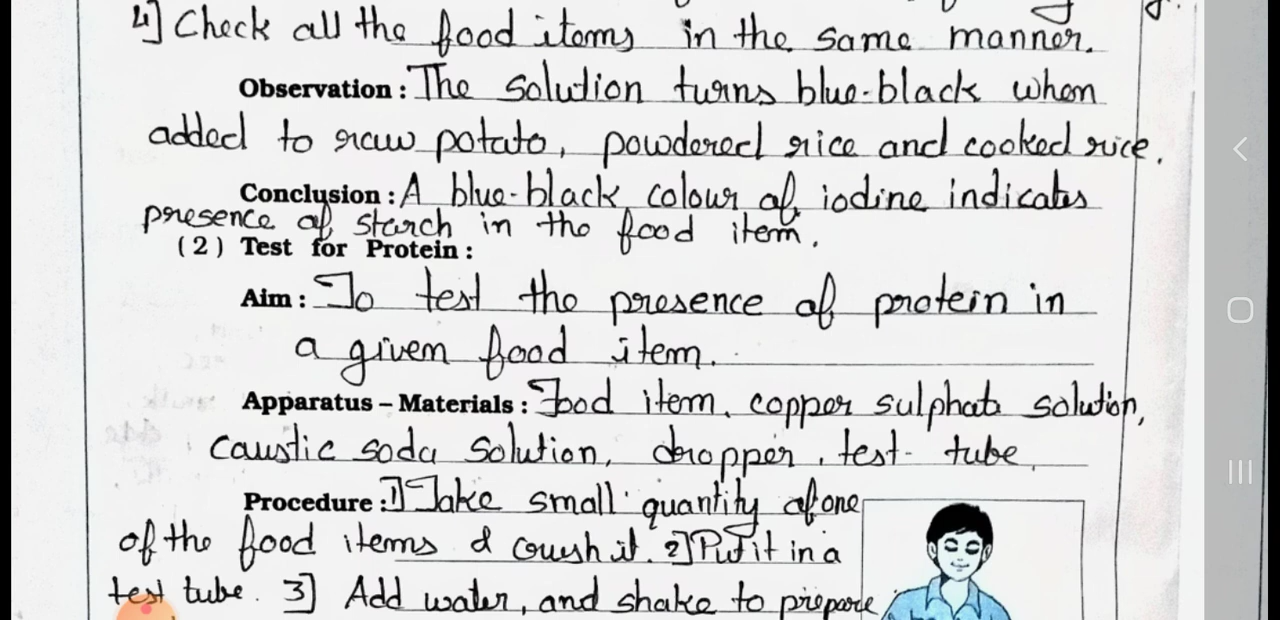 4] Check all the food items in the same manner.
Observation : The solution turns blue-black when
added to raw potato, powdered rice and cooked rice.
Conclusion : A blue-black colour of iodine indicates
presence of starch in the food item.
(2) Test for Protein :
Aim : To test the presence of protein in
a given food item.
Apparatus – Materials : Food item, copper sulphate solution,
caustic soda solution, dropper, test- tube.
Procedure : 1] Take small quantity of one
of the food items & crush it. 2] Put it in a
test tube. 3] Add water, and shake to prepare